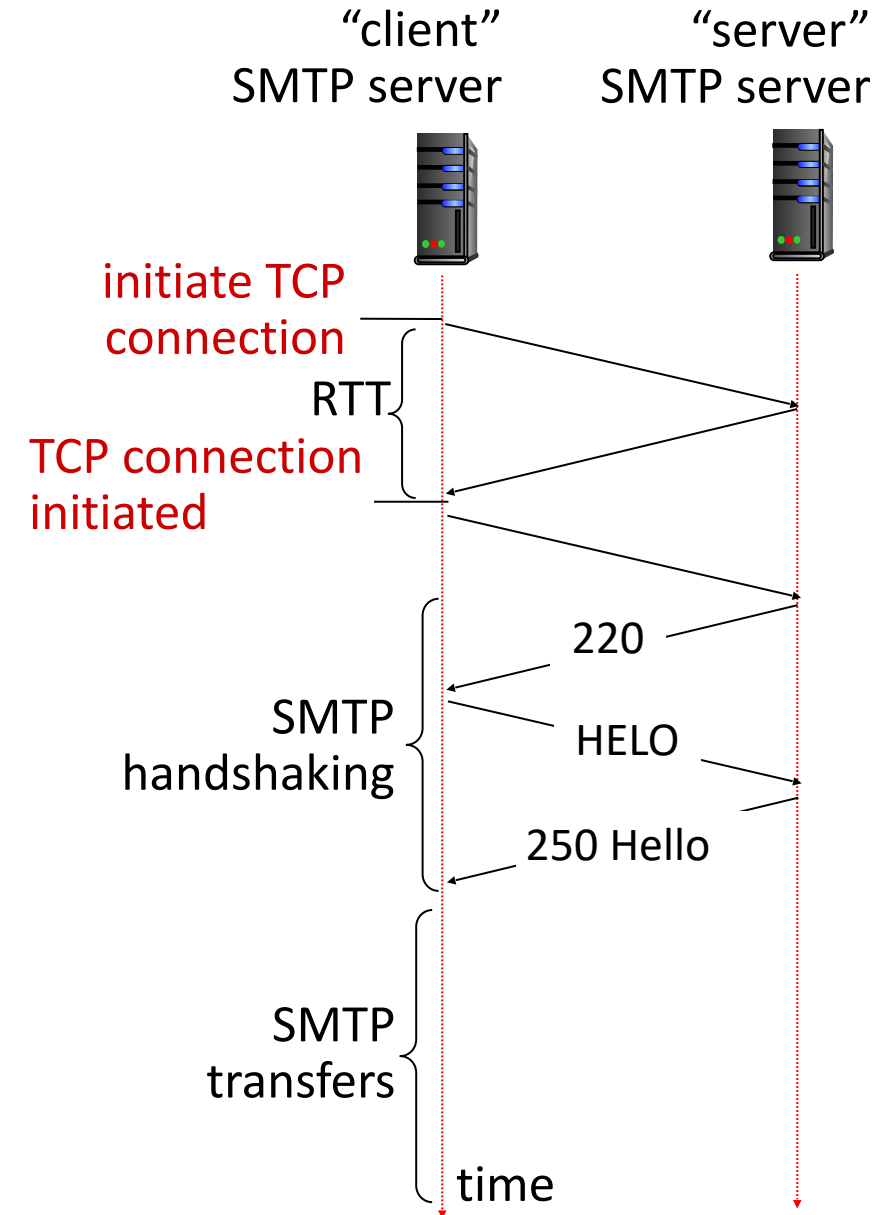 “client”
SMTP server
“server”
SMTP server
initiate TCP
connection
RTT
TCP connection
initiated
220
SMTP
handshaking
HELO
250 Hello
SMTP
transfers
time